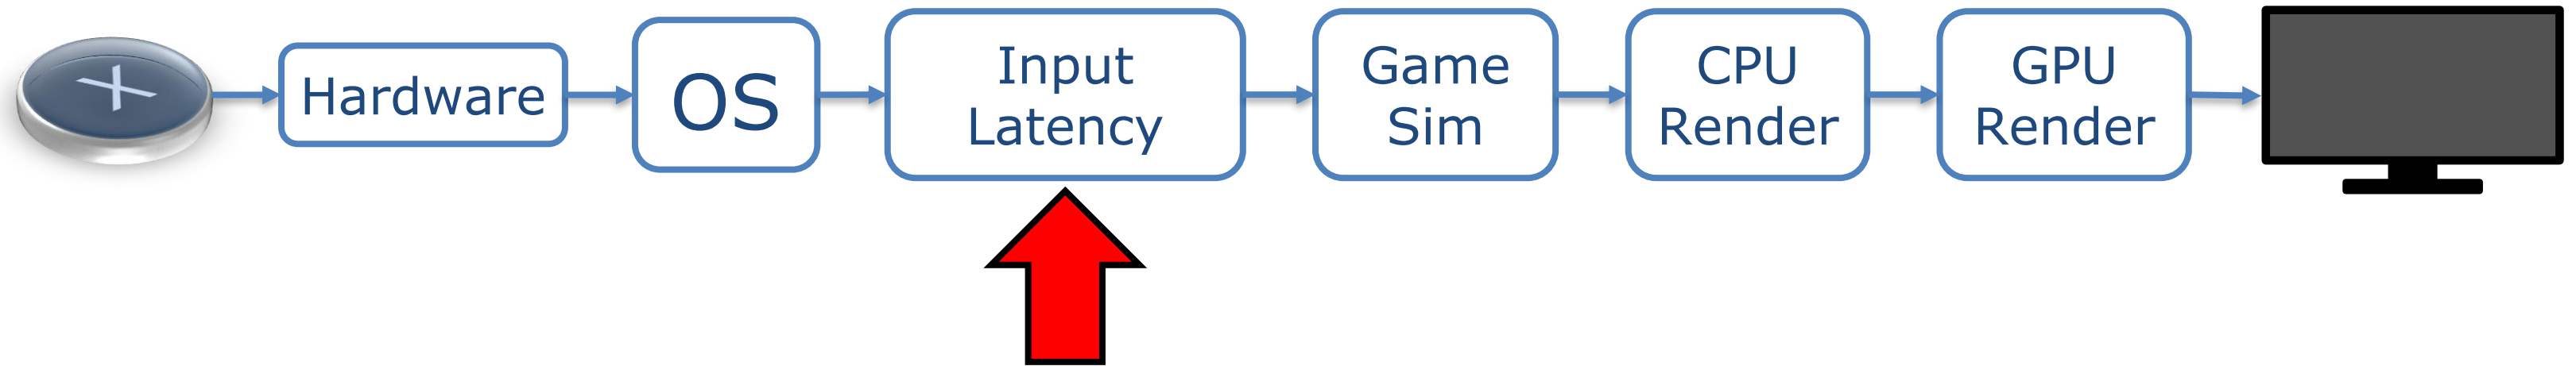 X
Hardware
OS
Input
Latency
Game
Sim
CPU
Render
GPU
Render